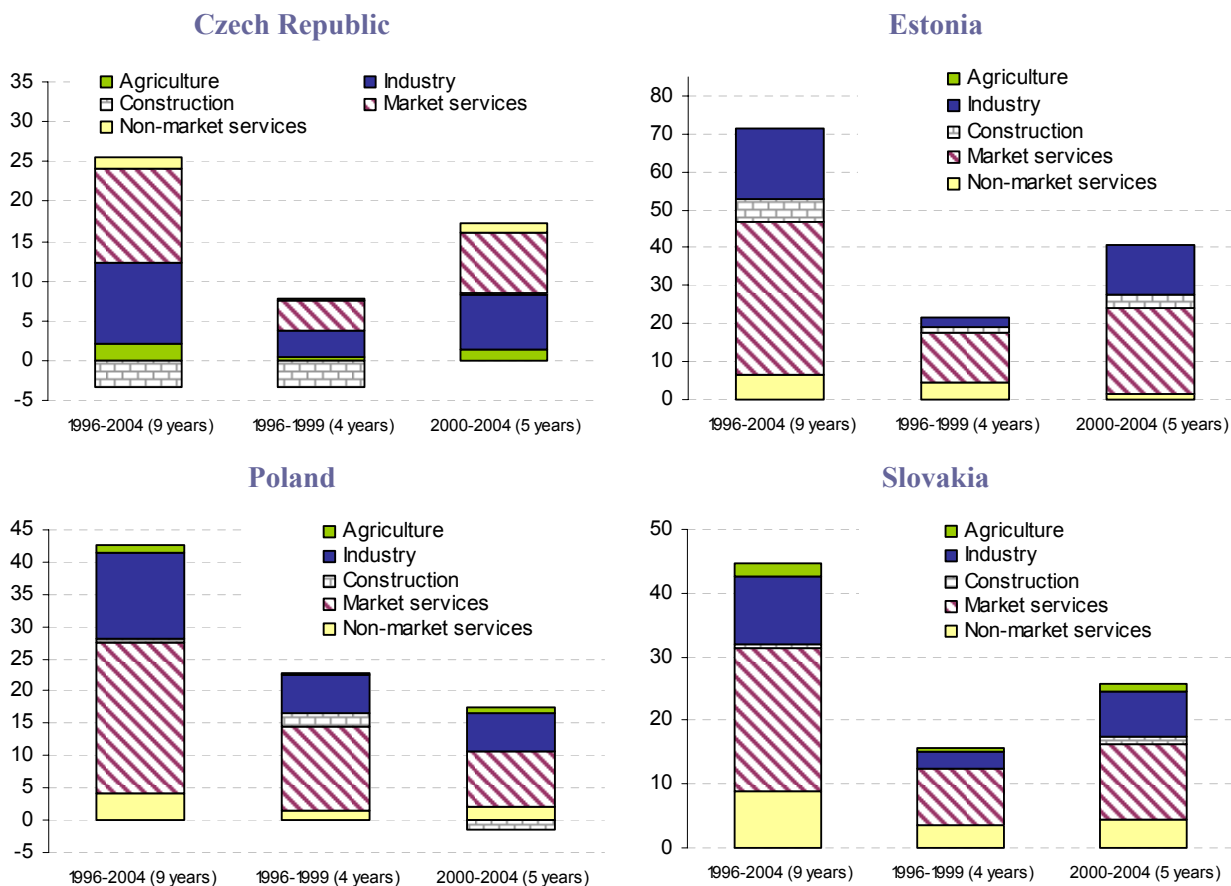 Czech Republic
35
30
25
20
15
10
5
0
-5
Agriculture
Industry
Construction
Market services
Non-market services
1996-2004 (9 years)
1996-1999 (4 years)
2000-2004 (5 years)
Estonia
80
70
60
50
40
30
20
10
0
Agriculture
Industry
Construction
Market services
Non-market services
1996-2004 (9 years)
1996-1999 (4 years)
2000-2004 (5 years)
Poland
45
40
35
30
25
20
15
10
5
0
-5
Agriculture
Industry
Construction
Market services
Non-market services
1996-2004 (9 years)
1996-1999 (4 years)
2000-2004 (5 years)
Slovakia
50
40
30
20
10
0
Agriculture
Industry
Construction
Market services
Non-market services
1996-2004 (9 years)
1996-1999 (4 years)
2000-2004 (5 years)